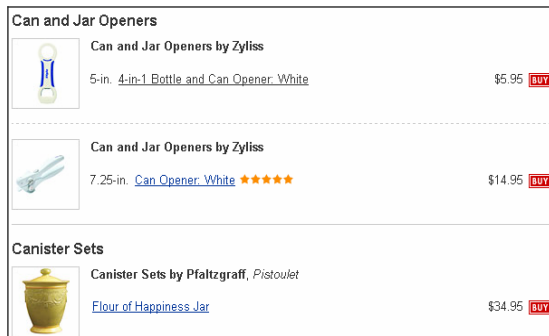 Can and Jar Openers
Can and Jar Openers by Zyliss
5-in. 4-in-1 Bottle and Can Opener: White $5.95 BUY
Can and Jar Openers by Zyliss
7.25-in. Can Opener: White $14.95 BUY
Canister Sets
Canister Sets by Pfaltzgraff, Pistoulet
Flour of Happiness Jar $34.95 BUY